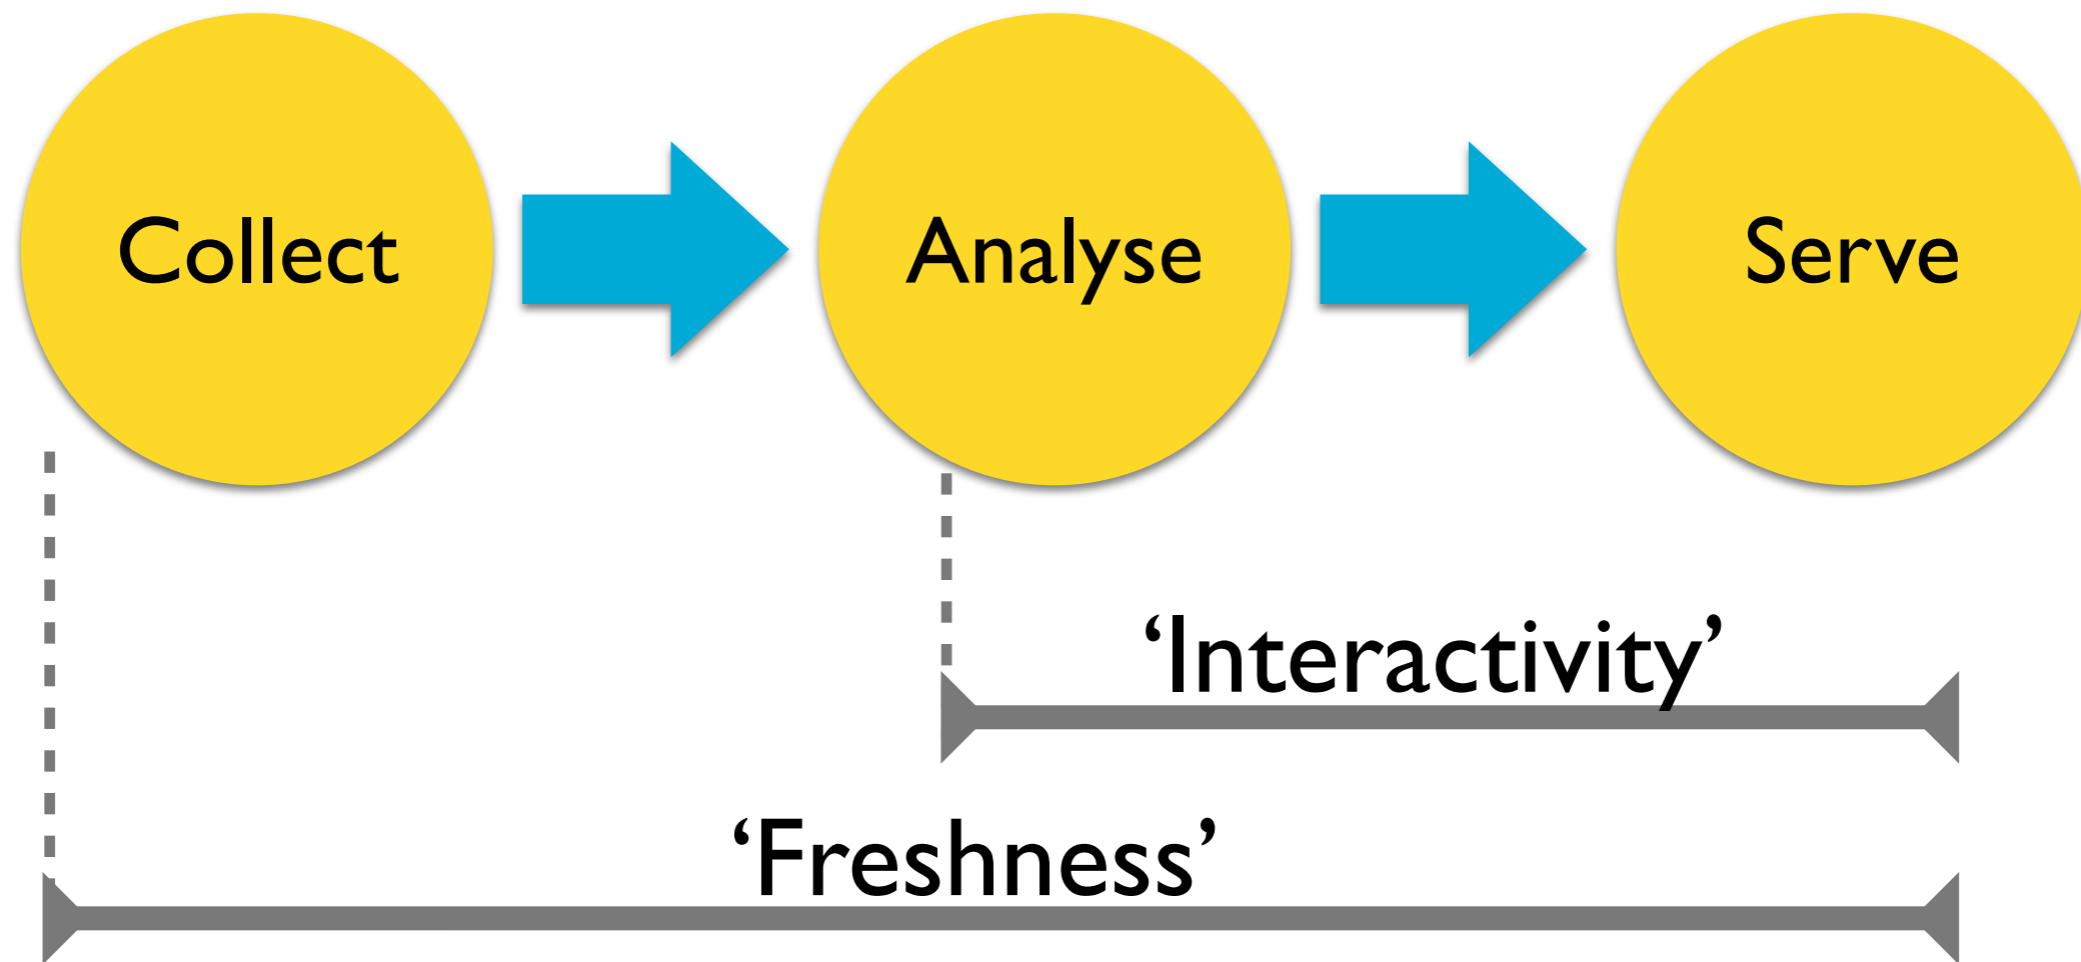 Collect
Analyse
Serve
‘Interactivity’
‘Freshness’